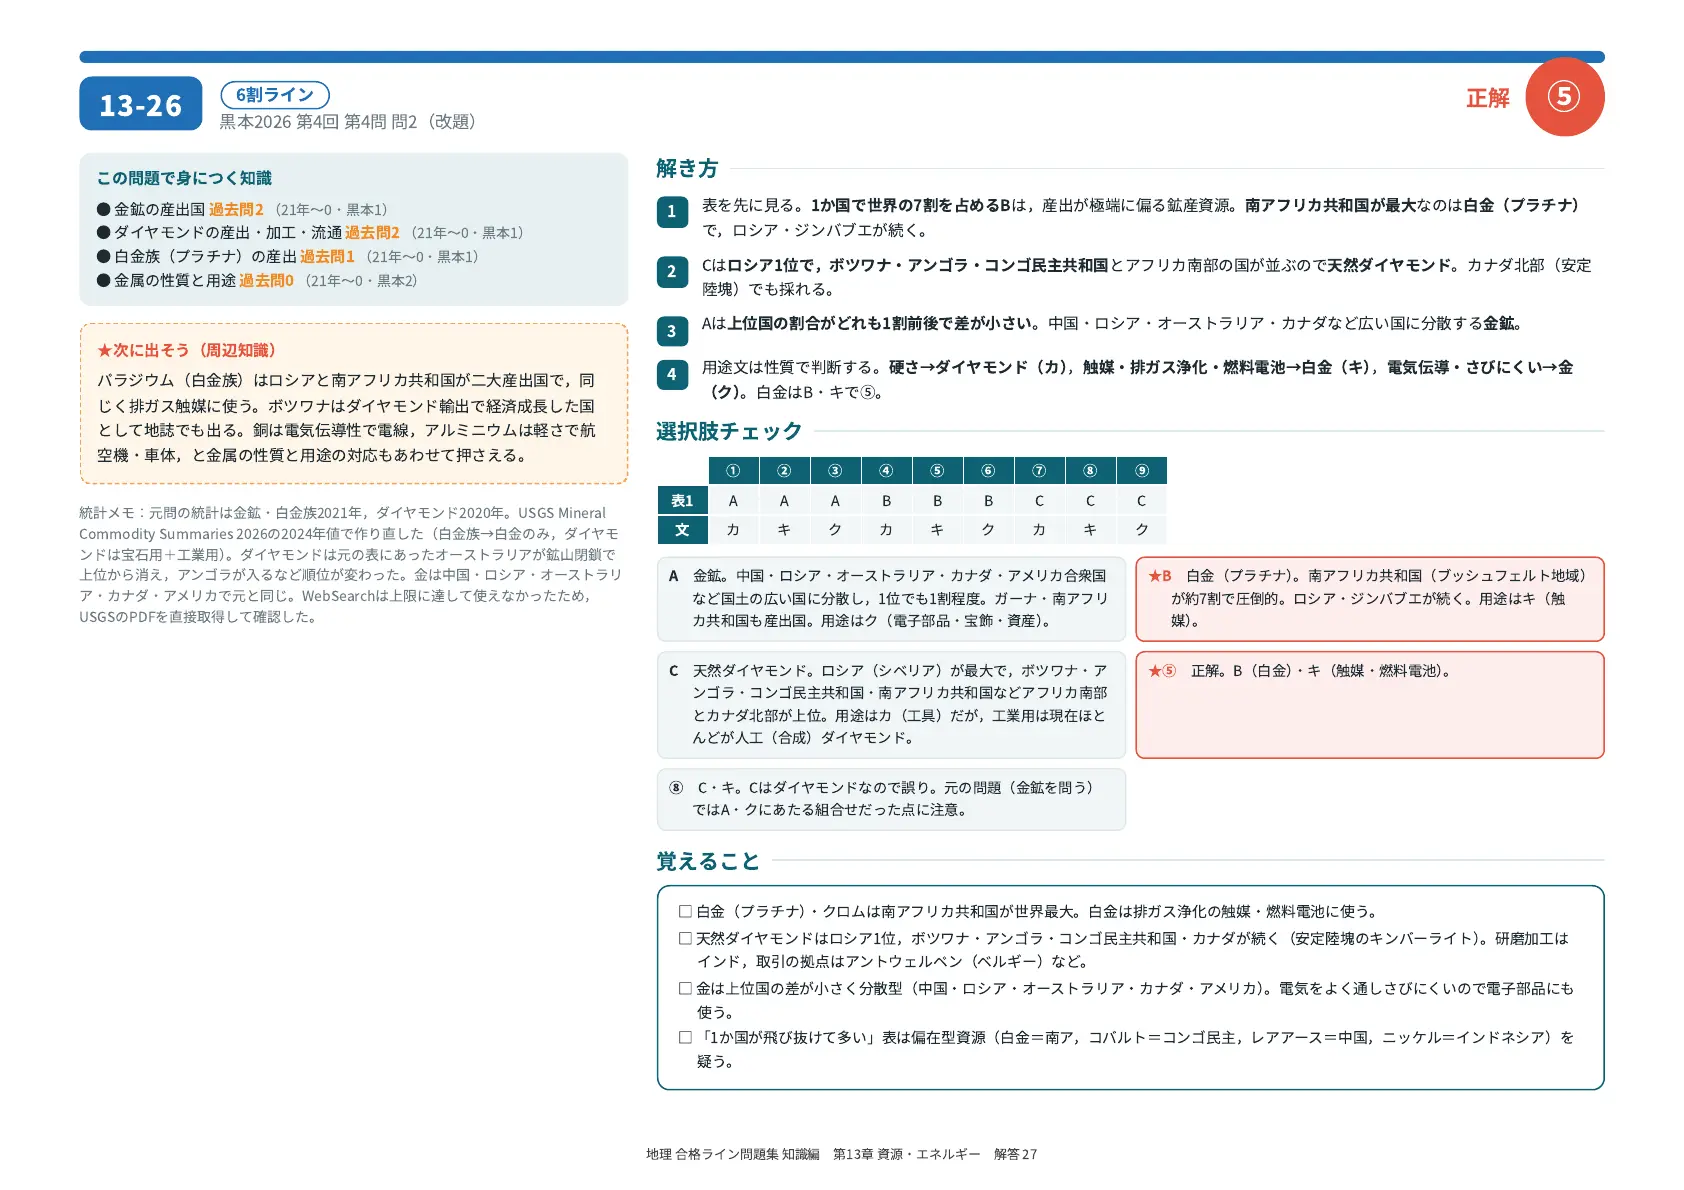 13-26
6割ライン
黒本2026 第4回 第4問 問2（改題）
正解 ⑤
この問題で身につく知識
● 金鉱の産出国 過去問2 （21年〜0・黒本1）
● ダイヤモンドの産出・加工・流通 過去問2 （21年〜0・黒本1）
● 白金族（プラチナ）の産出 過去問1 （21年〜0・黒本1）
● 金属の性質と用途 過去問0 （21年〜0・黒本2）
★次に出そう（周辺知識）
パラジウム（白金族）はロシアと南アフリカ共和国が二大産出国で，同
じく排ガス触媒に使う。ボツワナはダイヤモンド輸出で経済成長した国
として地誌でも出る。銅は電気伝導性で電線，アルミニウムは軽さで航
空機・車体，と金属の性質と用途の対応もあわせて押さえる。
統計メモ：元問の統計は金鉱・白金族2021年，ダイヤモンド2020年。USGS Mineral
Commodity Summaries 2026の2024年値で作り直した（白金族→白金のみ，ダイヤモ
ンドは宝石用＋工業用）。ダイヤモンドは元の表にあったオーストラリアが鉱山閉鎖で
上位から消え，アンゴラが入るなど順位が変わった。金は中国・ロシア・オーストラリ
ア・カナダ・アメリカで元と同じ。WebSearchは上限に達して使えなかったため，
USGSのPDFを直接取得して確認した。
解き方
1 表を先に見る。1か国で世界の7割を占めるBは，産出が極端に偏る鉱産資源。南アフリカ共和国が最大なのは白金（プラチナ）
で，ロシア・ジンバブエが続く。
2 Cはロシア1位で，ボツワナ・アンゴラ・コンゴ民主共和国とアフリカ南部の国が並ぶので天然ダイヤモンド。カナダ北部（安定
陸塊）でも採れる。
3 Aは上位国の割合がどれも1割前後で差が小さい。中国・ロシア・オーストラリア・カナダなど広い国に分散する金鉱。
4 用途文は性質で判断する。硬さ→ダイヤモンド（カ），触媒・排ガス浄化・燃料電池→白金（キ），電気伝導・さびにくい→金
（ク）。白金はB・キで⑤。
選択肢チェック
① ② ③ ④ ⑤ ⑥ ⑦ ⑧ ⑨
表1 A A A B B B C C C
文 カ キ ク カ キ ク カ キ ク
A 金鉱。中国・ロシア・オーストラリア・カナダ・アメリカ合衆国
など国土の広い国に分散し，1位でも1割程度。ガーナ・南アフリ
カ共和国も産出国。用途はク（電子部品・宝飾・資産）。
★B 白金（プラチナ）。南アフリカ共和国（ブッシュフェルト地域）
が約7割で圧倒的。ロシア・ジンバブエが続く。用途はキ（触
媒）。
C 天然ダイヤモンド。ロシア（シベリア）が最大で，ボツワナ・ア
ンゴラ・コンゴ民主共和国・南アフリカ共和国などアフリカ南部
とカナダ北部が上位。用途はカ（工具）だが，工業用は現在ほと
んどが人工（合成）ダイヤモンド。
★⑤ 正解。B（白金）・キ（触媒・燃料電池）。
⑧ C・キ。Cはダイヤモンドなので誤り。元の問題（金鉱を問う）
ではA・クにあたる組合せだった点に注意。
覚えること
□ 白金（プラチナ）・クロムは南アフリカ共和国が世界最大。白金は排ガス浄化の触媒・燃料電池に使う。
□ 天然ダイヤモンドはロシア1位，ボツワナ・アンゴラ・コンゴ民主共和国・カナダが続く（安定陸塊のキンバーライト）。研磨加工は
インド，取引の拠点はアントウェルペン（ベルギー）など。
□ 金は上位国の差が小さく分散型（中国・ロシア・オーストラリア・カナダ・アメリカ）。電気をよく通しさびにくいので電子部品にも
使う。
□ 「1か国が飛び抜けて多い」表は偏在型資源（白金＝南ア，コバルト＝コンゴ民主，レアアース＝中国，ニッケル＝インドネシア）を
疑う。
地理 合格ライン問題集 知識編 第13章 資源・エネルギー 解答27